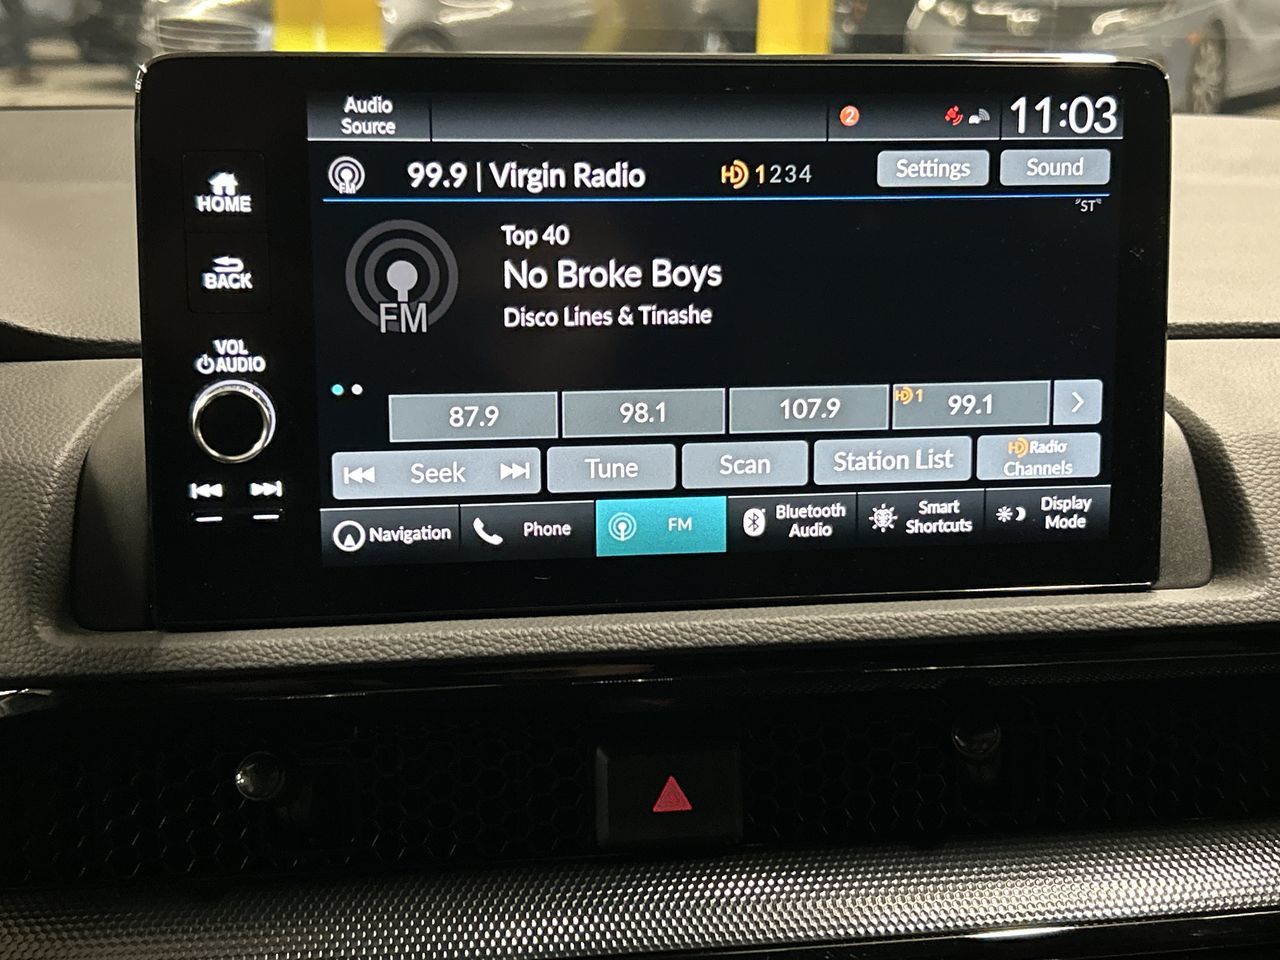 Audio
Source
2
11:03
HOME
BACK
VOL
AUDIO
FM
99.9 | Virgin Radio
HD 1234
Settings
Sound
"ST"
FM
Top 40
No Broke Boys
Disco Lines & Tinashe
87.9
98.1
107.9
HD 1
99.1
Seek
Tune
Scan
Station List
HD Radio
Channels
Navigation
Phone
FM
Bluetooth
Audio
Smart
Shortcuts
Display
Mode